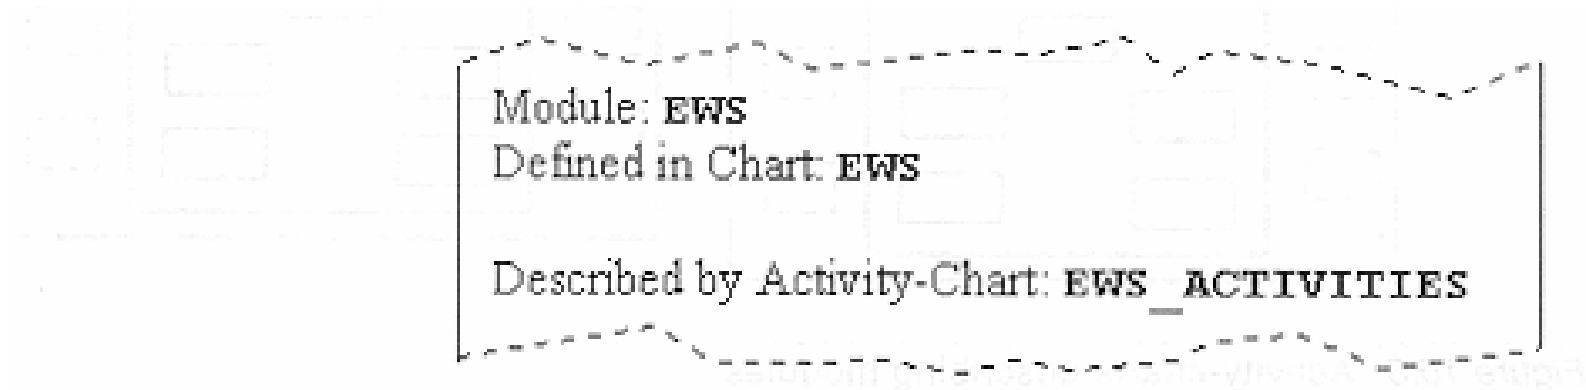 Module: EWS
Defined in Chart: EWS
Described by Activity-Chart: EWS_ACTIVITIES